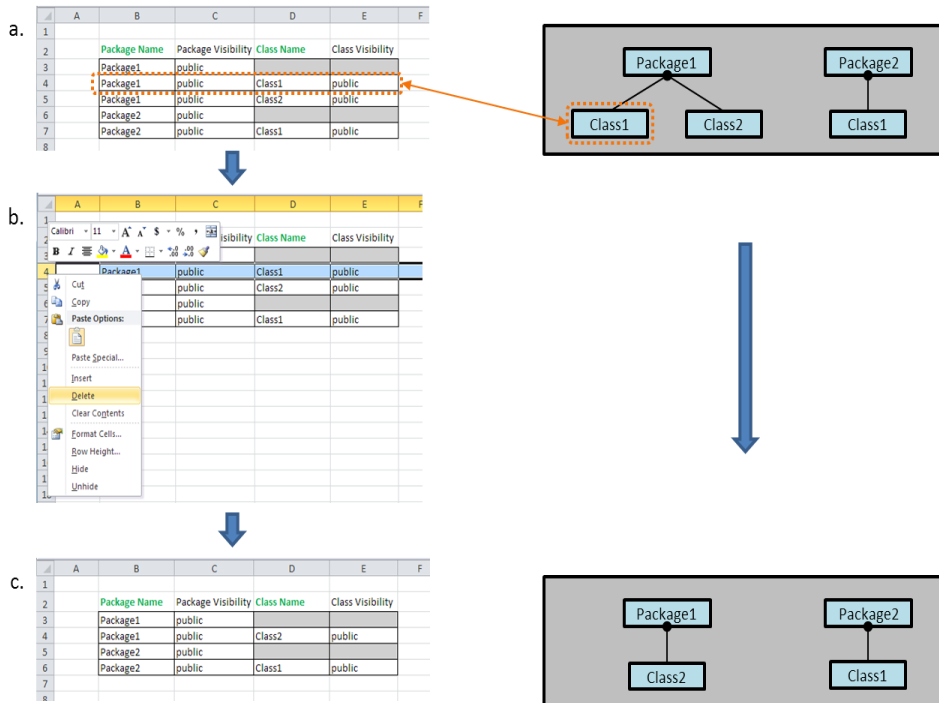 a.
A B C D E F
1
2 Package Name Package Visibility Class Name Class Visibility
3 Package1 public
4 Package1 public Class1 public
5 Package1 public Class2 public
6 Package2 public
7 Package2 public Class1 public
8
Package1 Package2
Class1 Class2 Class1
b.
A B C D E F
1
Calibri 11 A A $ % ,
isibility Class Name Class Visibility
B I A
4 Package1 public Class1 public
Cut
public Class2 public
Copy
public
7 Paste Options: public Class1 public
Paste Special...
Insert
Delete
Clear Contents
Format Cells...
Row Height...
Hide
Unhide
c.
A B C D E F
1
2 Package Name Package Visibility Class Name Class Visibility
3 Package1 public
4 Package1 public Class2 public
5 Package2 public
6 Package2 public Class1 public
7
8
Package1 Package2
Class2 Class1